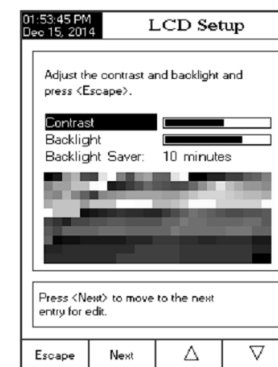 01:53:45 PM
Dec 15, 2014
LCD Setup
Adjust the contrast and backlight and
press <Escape>.
Contrast
Backlight
Backlight Saver: 10 minutes
Press <Next> to move to the next
entry for edit.
Escape
Next
△
▽